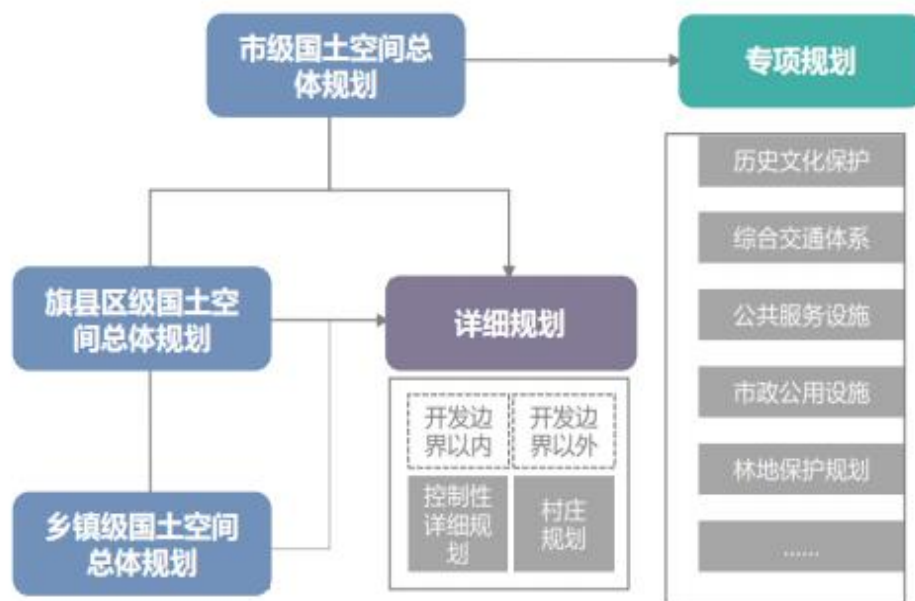 市级国土空间总
体规划
专项规划
历史文化保护
综合交通体系
公共服务设施
市政公用设施
林地保护规划
......
旗县区级国土空
间总体规划
详细规划
开发边
界以内
开发边
界以外
控制性
详细规
划
村庄
规划
乡镇级国土空间
总体规划